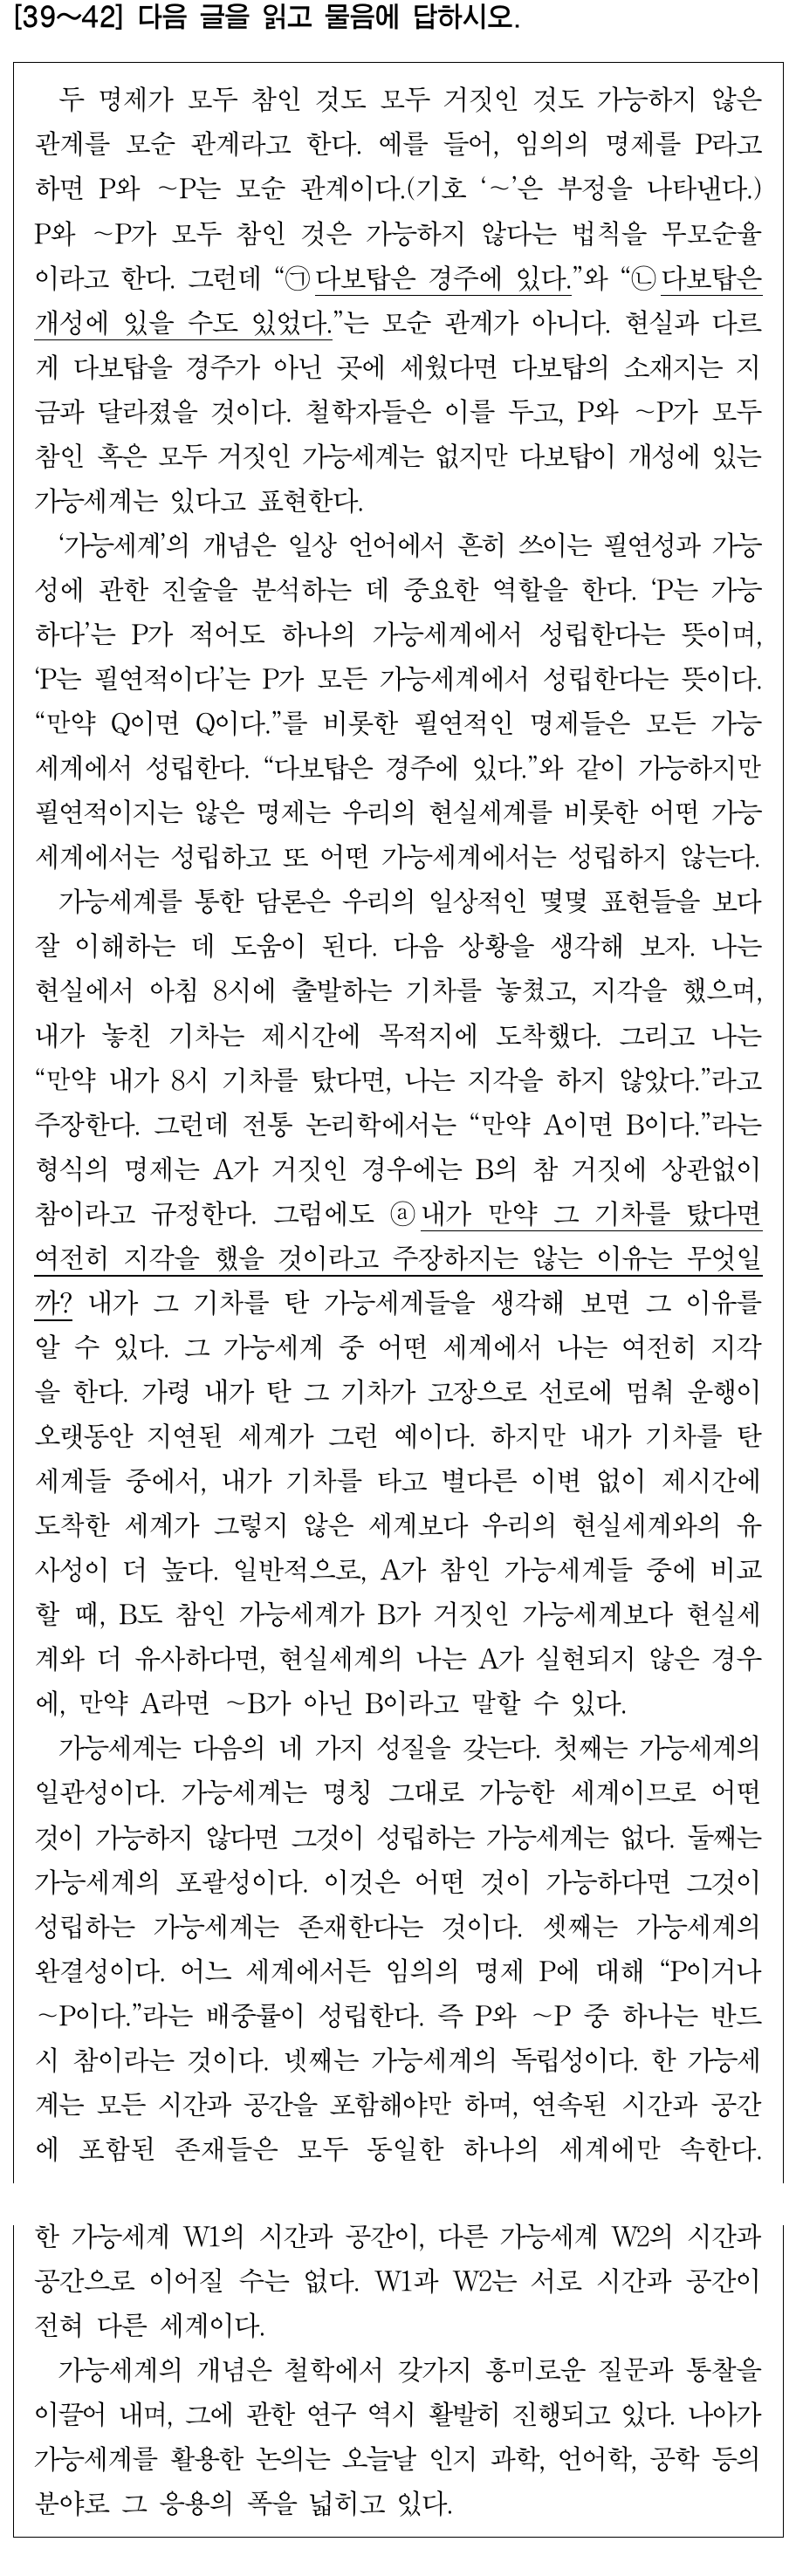 [39～42] 다음 글을 읽고 물음에 답하시오.
두 명제가 모두 참인 것도 모두 거짓인 것도 가능하지 않은
관계를 모순 관계라고 한다. 예를 들어, 임의의 명제를 P라고
하면 P와 ～P는 모순 관계이다.(기호 ‘～’은 부정을 나타낸다.)
P와 ～P가 모두 참인 것은 가능하지 않다는 법칙을 무모순율
이라고 한다. 그런데 “㉠다보탑은 경주에 있다.”와 “㉡다보탑은
개성에 있을 수도 있었다.”는 모순 관계가 아니다. 현실과 다르
게 다보탑을 경주가 아닌 곳에 세웠다면 다보탑의 소재지는 지
금과 달라졌을 것이다. 철학자들은 이를 두고, P와 ～P가 모두
참인 혹은 모두 거짓인 가능세계는 없지만 다보탑이 개성에 있는
가능세계는 있다고 표현한다.
‘가능세계’의 개념은 일상 언어에서 흔히 쓰이는 필연성과 가능
성에 관한 진술을 분석하는 데 중요한 역할을 한다. ‘P는 가능
하다’는 P가 적어도 하나의 가능세계에서 성립한다는 뜻이며,
‘P는 필연적이다’는 P가 모든 가능세계에서 성립한다는 뜻이다.
“만약 Q이면 Q이다.”를 비롯한 필연적인 명제들은 모든 가능
세계에서 성립한다. “다보탑은 경주에 있다.”와 같이 가능하지만
필연적이지는 않은 명제는 우리의 현실세계를 비롯한 어떤 가능
세계에서는 성립하고 또 어떤 가능세계에서는 성립하지 않는다.
가능세계를 통한 담론은 우리의 일상적인 몇몇 표현들을 보다
잘 이해하는 데 도움이 된다. 다음 상황을 생각해 보자. 나는
현실에서 아침 8시에 출발하는 기차를 놓쳤고, 지각을 했으며,
내가 놓친 기차는 제시간에 목적지에 도착했다. 그리고 나는
“만약 내가 8시 기차를 탔다면, 나는 지각을 하지 않았다.”라고
주장한다. 그런데 전통 논리학에서는 “만약 A이면 B이다.”라는
형식의 명제는 A가 거짓인 경우에는 B의 참 거짓에 상관없이
참이라고 규정한다. 그럼에도 ⓐ내가 만약 그 기차를 탔다면
여전히 지각을 했을 것이라고 주장하지는 않는 이유는 무엇일
까? 내가 그 기차를 탄 가능세계들을 생각해 보면 그 이유를
알 수 있다. 그 가능세계 중 어떤 세계에서 나는 여전히 지각
을 한다. 가령 내가 탄 그 기차가 고장으로 선로에 멈춰 운행이
오랫동안 지연된 세계가 그런 예이다. 하지만 내가 기차를 탄
세계들 중에서, 내가 기차를 타고 별다른 이변 없이 제시간에
도착한 세계가 그렇지 않은 세계보다 우리의 현실세계와의 유
사성이 더 높다. 일반적으로, A가 참인 가능세계들 중에 비교
할 때, B도 참인 가능세계가 B가 거짓인 가능세계보다 현실세
계와 더 유사하다면, 현실세계의 나는 A가 실현되지 않은 경우
에, 만약 A라면 ～B가 아닌 B이라고 말할 수 있다.
가능세계는 다음의 네 가지 성질을 갖는다. 첫째는 가능세계의
일관성이다. 가능세계는 명칭 그대로 가능한 세계이므로 어떤
것이 가능하지 않다면 그것이 성립하는 가능세계는 없다. 둘째는
가능세계의 포괄성이다. 이것은 어떤 것이 가능하다면 그것이
성립하는 가능세계는 존재한다는 것이다. 셋째는 가능세계의
완결성이다. 어느 세계에서든 임의의 명제 P에 대해 “P이거나
～P이다.”라는 배중률이 성립한다. 즉 P와 ～P 중 하나는 반드
시 참이라는 것이다. 넷째는 가능세계의 독립성이다. 한 가능세
계는 모든 시간과 공간을 포함해야만 하며, 연속된 시간과 공간
에 포함된 존재들은 모두 동일한 하나의 세계에만 속한다.
한 가능세계 W1의 시간과 공간이, 다른 가능세계 W2의 시간과
공간으로 이어질 수는 없다. W1과 W2는 서로 시간과 공간이
전혀 다른 세계이다.
가능세계의 개념은 철학에서 갖가지 흥미로운 질문과 통찰을
이끌어 내며, 그에 관한 연구 역시 활발히 진행되고 있다. 나아가
가능세계를 활용한 논의는 오늘날 인지 과학, 언어학, 공학 등의
분야로 그 응용의 폭을 넓히고 있다.